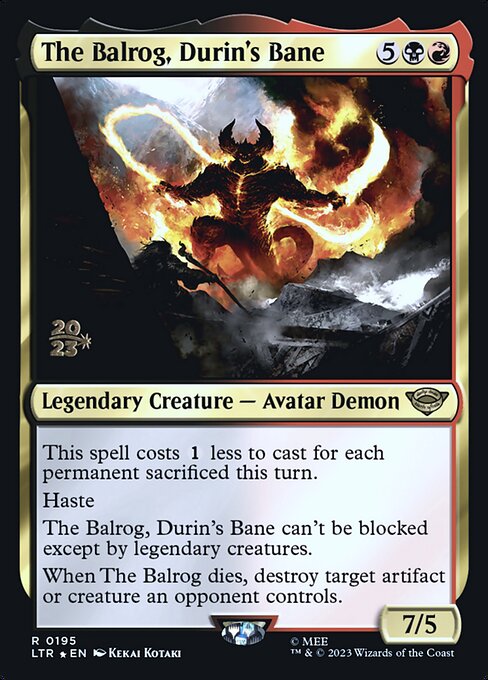 The Balrog, Durin's Bane 5
20
23
Legendary Creature — Avatar Demon
This spell costs 1 less to cast for each
permanent sacrificed this turn.
Haste
The Balrog, Durin's Bane can't be blocked
except by legendary creatures.
When The Balrog dies, destroy target artifact
or creature an opponent controls.
7/5
R 0195
LTR ★ EN Kekai Kotaki
© MEE
™ & © 2023 Wizards of the Coast